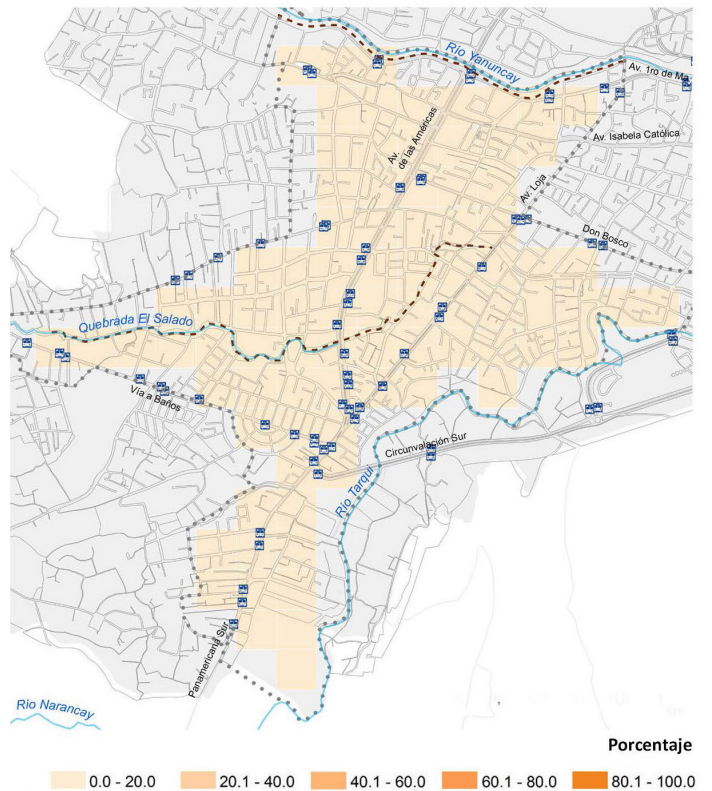 Río Yanuncay
Av. 1ro de Ma
Av.
de las Américas
Av. Isabela Católica
Av. Loja
Don Bosco
Quebrada El Salado
Vía a Baños
Circunvalación Sur
Río Tarqui
Panamericana Sur
Río Narancay
Porcentaje
0.0 - 20.0 20.1 - 40.0 40.1 - 60.0 60.1 - 80.0 80.1 - 100.0